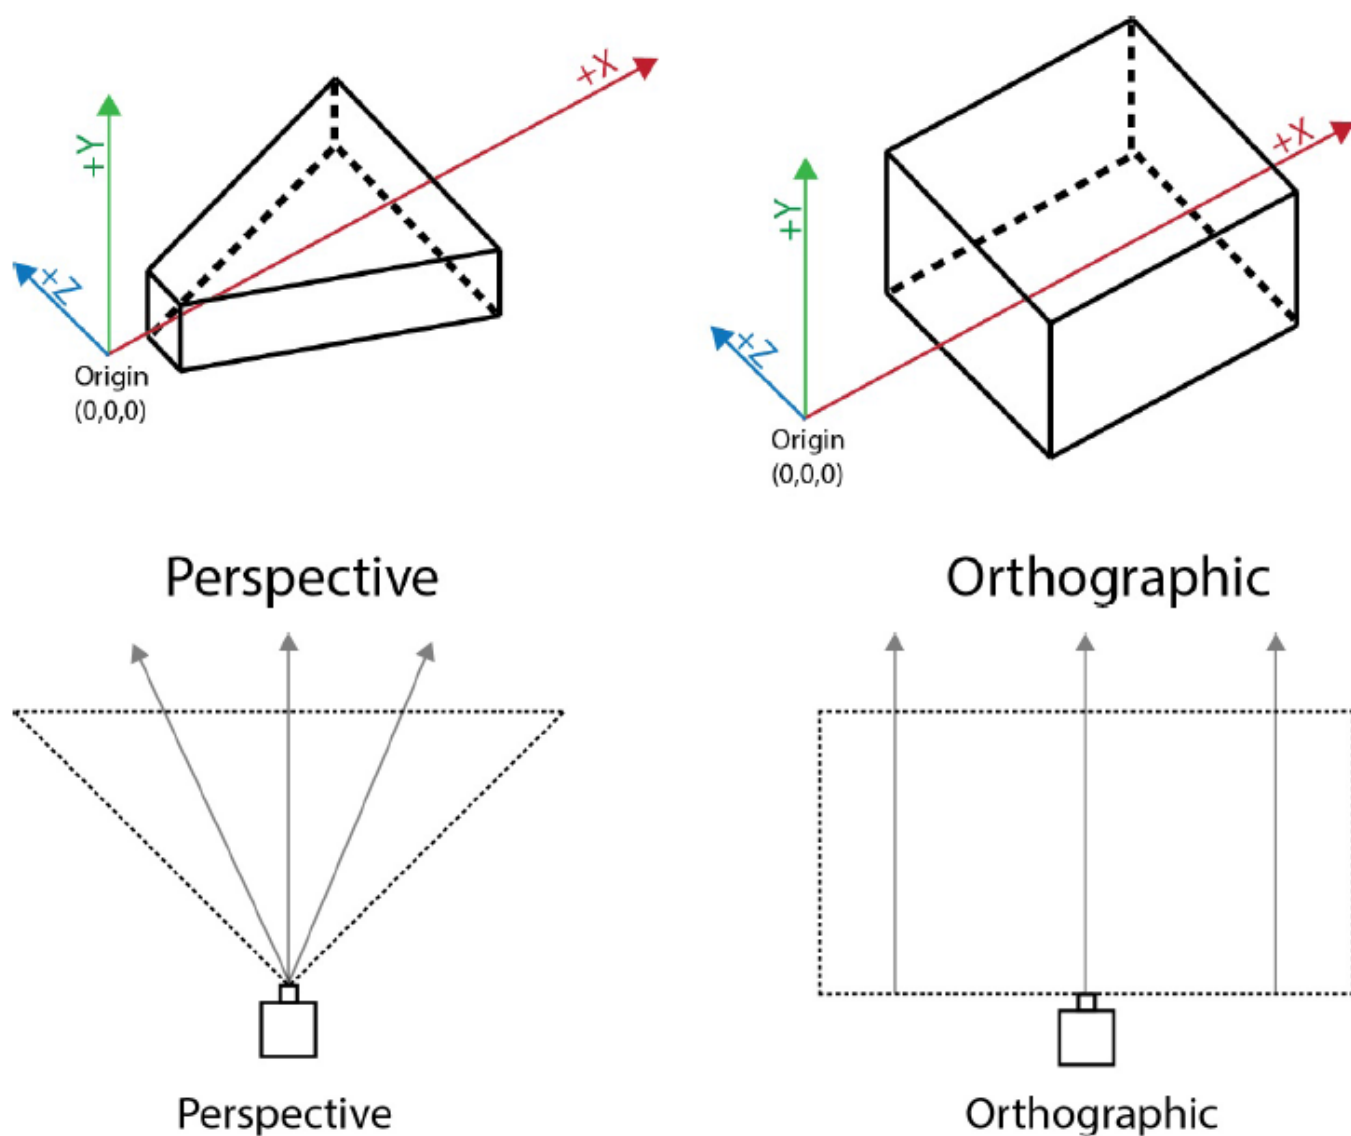 +X
+Y
+Z
Origin
(0,0,0)
+X
+Y
+Z
Origin
(0,0,0)
Perspective
Orthographic
Perspective
Orthographic